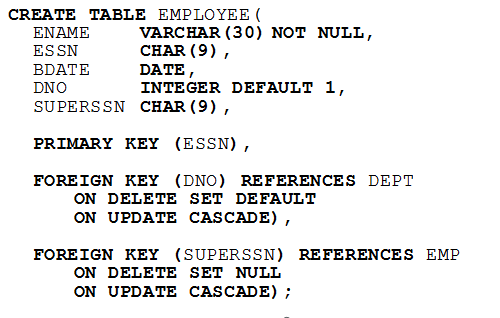 CREATE TABLE EMPLOYEE(
ENAME VARCHAR(30) NOT NULL,
ESSN CHAR(9),
BDATE DATE,
DNO INTEGER DEFAULT 1,
SUPERSSN CHAR(9),
PRIMARY KEY (ESSN),
FOREIGN KEY (DNO) REFERENCES DEPT
ON DELETE SET DEFAULT
ON UPDATE CASCADE),
FOREIGN KEY (SUPERSSN) REFERENCES EMP
ON DELETE SET NULL
ON UPDATE CASCADE);